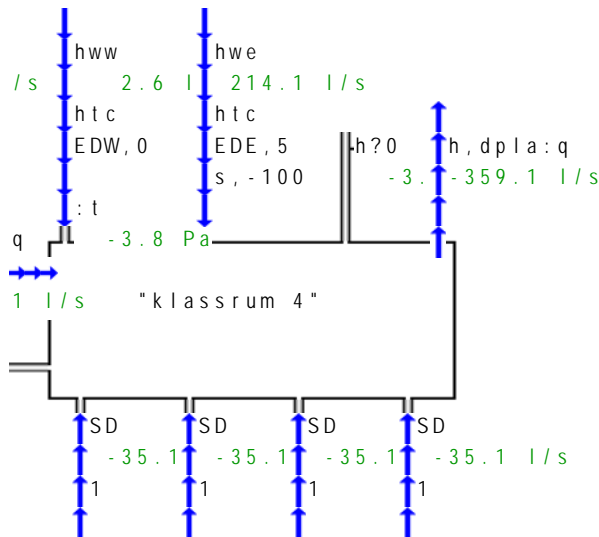 hww hwe
/s 2.6 l 214.1 l/s
htc htc
EDW,0 EDE,5 h?0 h,dpla:q
s,-100 -3. -359.1 l/s
:t
q -3.8 Pa
1 l/s "klassrum 4"
SD SD SD SD
-35.1 -35.1 -35.1 -35.1 l/s
1 1 1 1